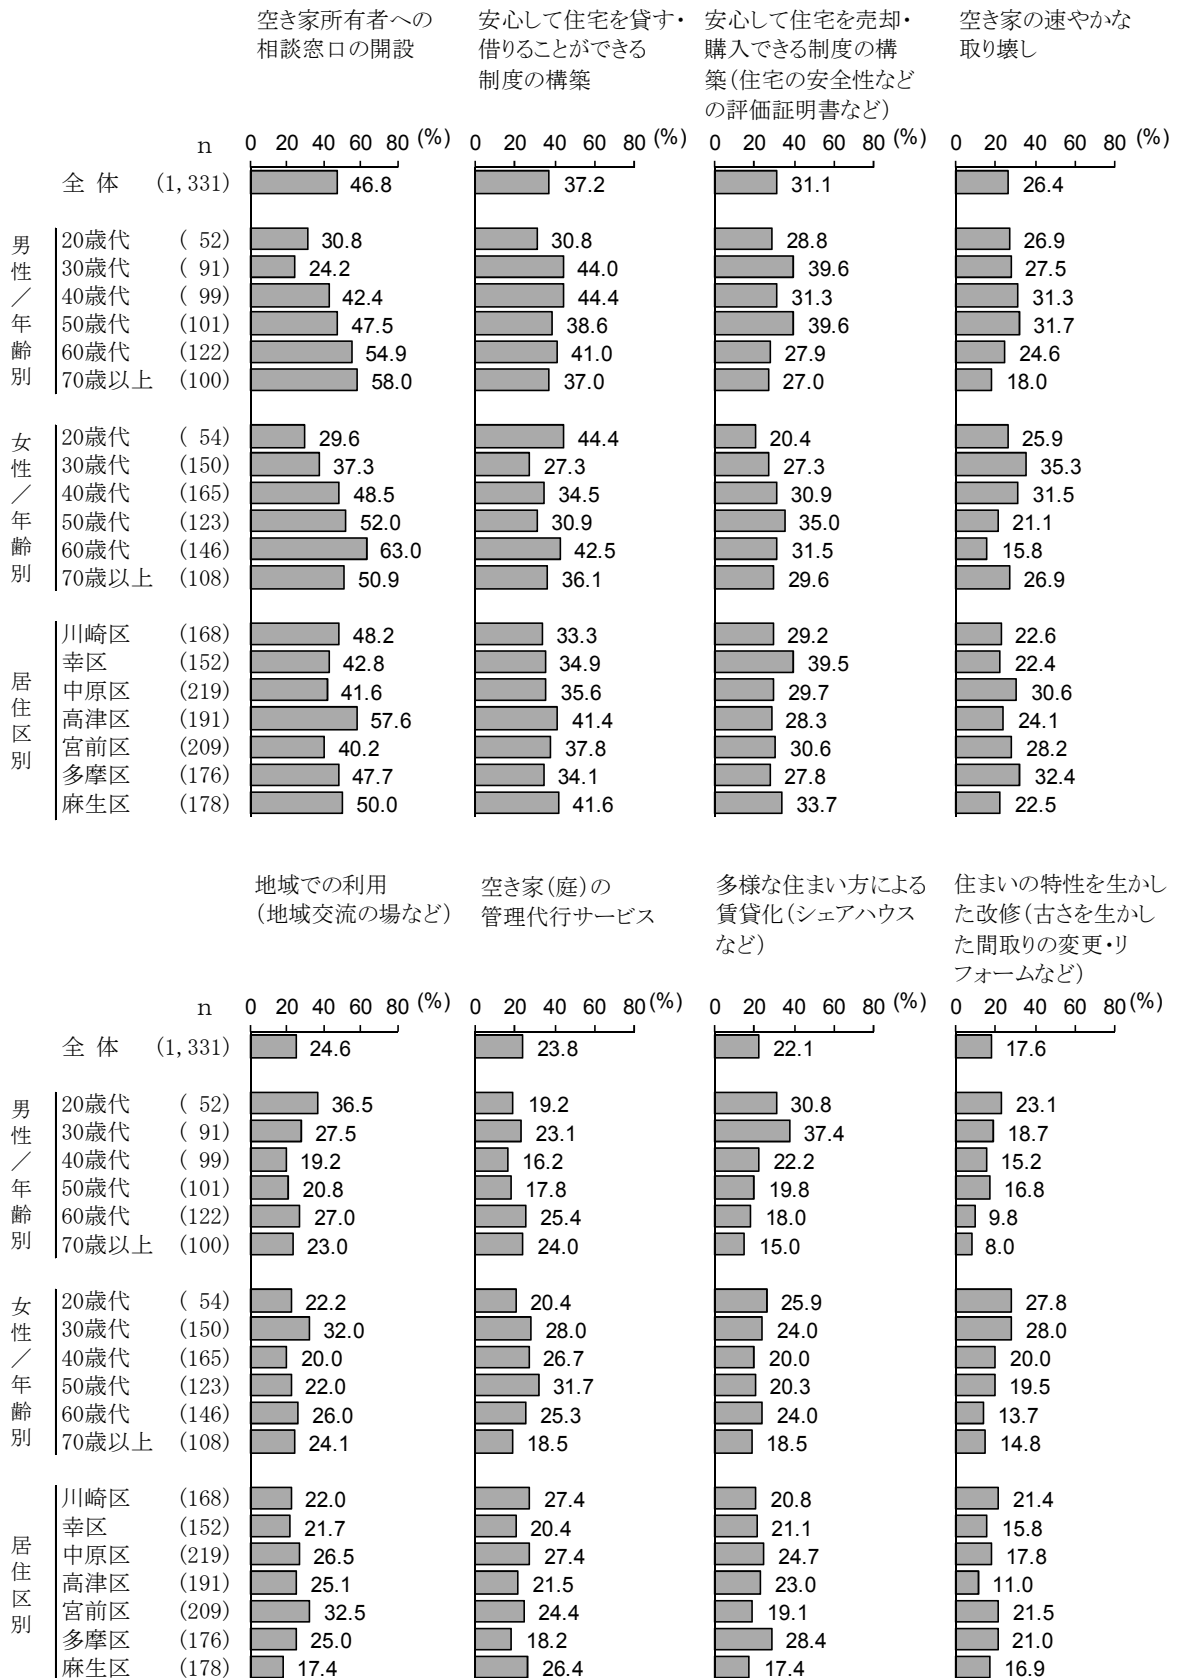 空き家所有者への
相談窓口の開設
安心して住宅を貸す・
借りることができる
制度の構築
安心して住宅を売却・
購入できる制度の構
築(住宅の安全性など
の評価証明書など)
空き家の速やかな
取り壊し
n
0 20 40 60 80 (%) 0 20 40 60 80 (%) 0 20 40 60 80 (%) 0 20 40 60 80 (%)
全 体 (1,331) 46.8 37.2 31.1 26.4
男性/年齢別
20歳代 ( 52) 30.8 30.8 28.8 26.9
30歳代 ( 91) 24.2 44.0 39.6 27.5
40歳代 ( 99) 42.4 44.4 31.3 31.3
50歳代 (101) 47.5 38.6 39.6 31.7
60歳代 (122) 54.9 41.0 27.9 24.6
70歳以上 (100) 58.0 37.0 27.0 18.0
女性/年齢別
20歳代 ( 54) 29.6 44.4 20.4 25.9
30歳代 (150) 37.3 27.3 27.3 35.3
40歳代 (165) 48.5 34.5 30.9 31.5
50歳代 (123) 52.0 30.9 35.0 21.1
60歳代 (146) 63.0 42.5 31.5 15.8
70歳以上 (108) 50.9 36.1 29.6 26.9
居住区別
川崎区 (168) 48.2 33.3 29.2 22.6
幸区 (152) 42.8 34.9 39.5 22.4
中原区 (219) 41.6 35.6 29.7 30.6
高津区 (191) 57.6 41.4 28.3 24.1
宮前区 (209) 40.2 37.8 30.6 28.2
多摩区 (176) 47.7 34.1 27.8 32.4
麻生区 (178) 50.0 41.6 33.7 22.5
地域での利用
(地域交流の場など)
空き家(庭)の
管理代行サービス
多様な住まい方による
賃貸化(シェアハウス
など)
住まいの特性を生かし
た改修(古さを生かし
た間取りの変更・リ
フォームなど)
n
0 20 40 60 80 (%) 0 20 40 60 80 (%) 0 20 40 60 80 (%) 0 20 40 60 80 (%)
全 体 (1,331) 24.6 23.8 22.1 17.6
男性/年齢別
20歳代 ( 52) 36.5 19.2 30.8 23.1
30歳代 ( 91) 27.5 23.1 37.4 18.7
40歳代 ( 99) 19.2 16.2 22.2 15.2
50歳代 (101) 20.8 17.8 19.8 16.8
60歳代 (122) 27.0 25.4 18.0 9.8
70歳以上 (100) 23.0 24.0 15.0 8.0
女性/年齢別
20歳代 ( 54) 22.2 20.4 25.9 27.8
30歳代 (150) 32.0 28.0 24.0 28.0
40歳代 (165) 20.0 26.7 20.0 20.0
50歳代 (123) 22.0 31.7 20.3 19.5
60歳代 (146) 26.0 25.3 24.0 13.7
70歳以上 (108) 24.1 18.5 18.5 14.8
居住区別
川崎区 (168) 22.0 27.4 20.8 21.4
幸区 (152) 21.7 20.4 21.1 15.8
中原区 (219) 26.5 27.4 24.7 17.8
高津区 (191) 25.1 21.5 23.0 11.0
宮前区 (209) 32.5 24.4 19.1 21.5
多摩区 (176) 25.0 18.2 28.4 21.0
麻生区 (178) 17.4 26.4 17.4 16.9